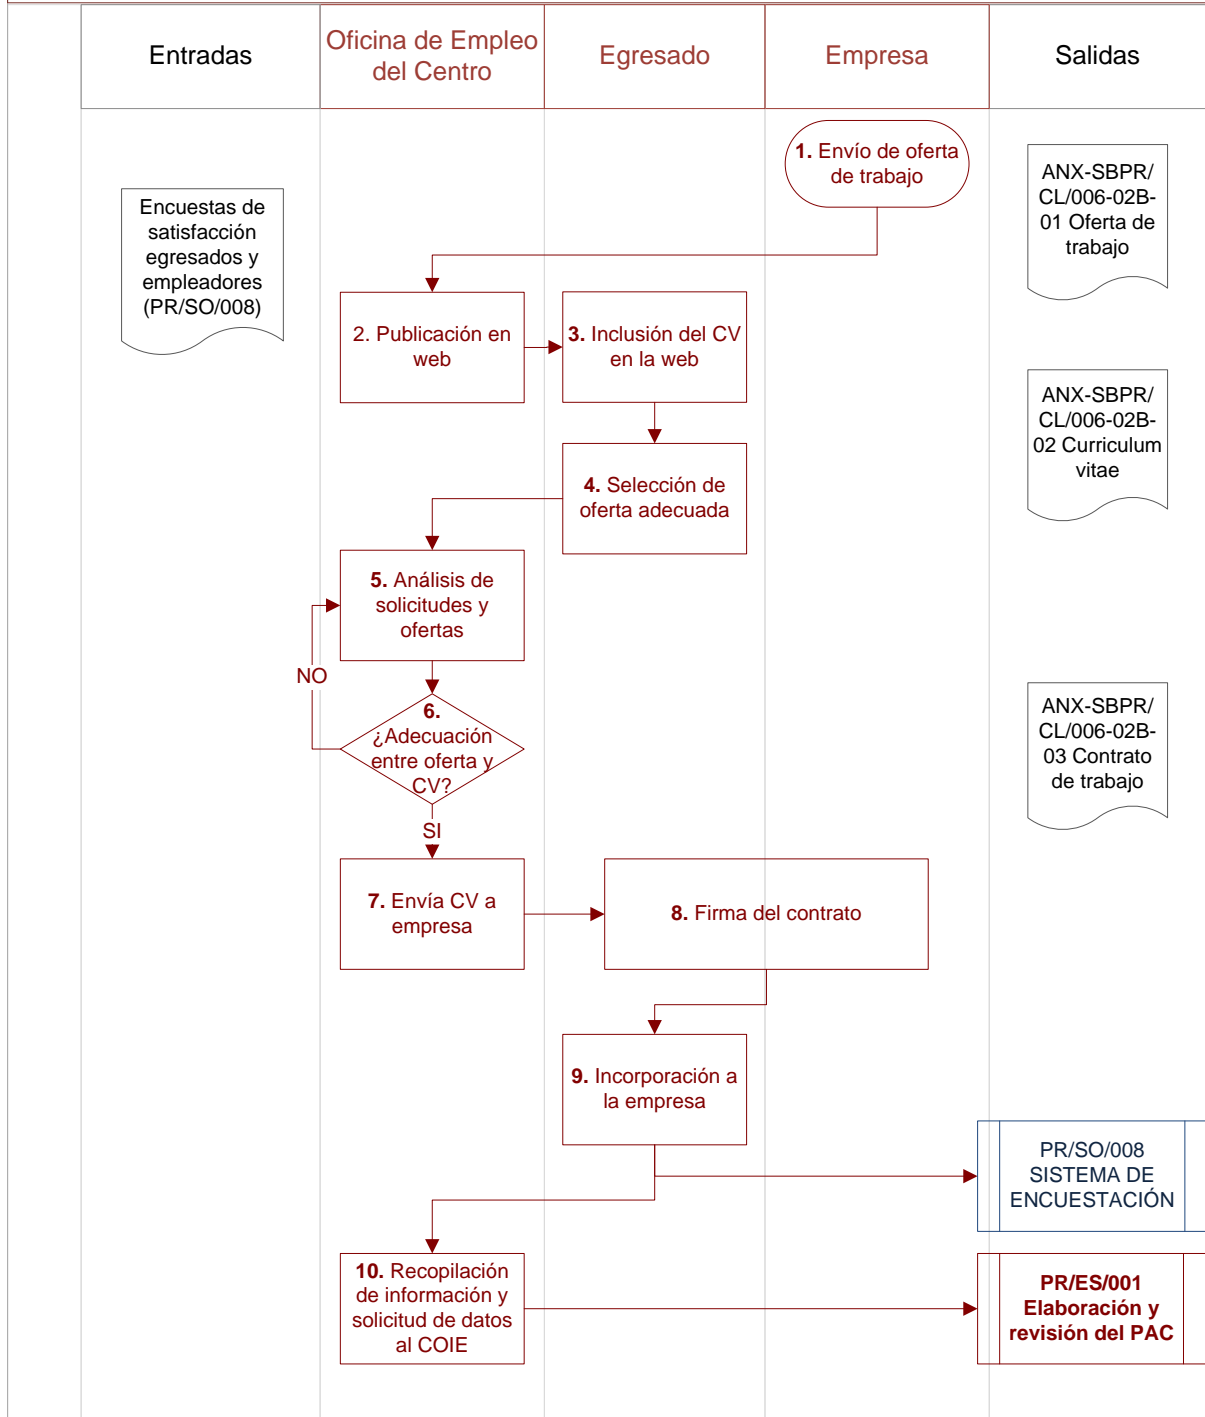 Entradas
Oficina de Empleo
del Centro
Egresado
Empresa
Salidas
1. Envío de oferta
de trabajo
ANX-SBPR/
CL/006-02B-
01 Oferta de
trabajo
Encuestas de
satisfacción
egresados y
empleadores
(PR/SO/008)
2. Publicación en
web
3. Inclusión del CV
en la web
ANX-SBPR/
CL/006-02B-
02 Curriculum
vitae
4. Selección de
oferta adecuada
5. Análisis de
solicitudes y
ofertas
NO
6.
¿Adecuación
entre oferta y
CV?
ANX-SBPR/
CL/006-02B-
03 Contrato
de trabajo
SI
7. Envía CV a
empresa
8. Firma del contrato
9. Incorporación a
la empresa
PR/SO/008
SISTEMA DE
ENCUESTACIÓN
10. Recopilación
de información y
solicitud de datos
al COIE
PR/ES/001
Elaboración y
revisión del PAC